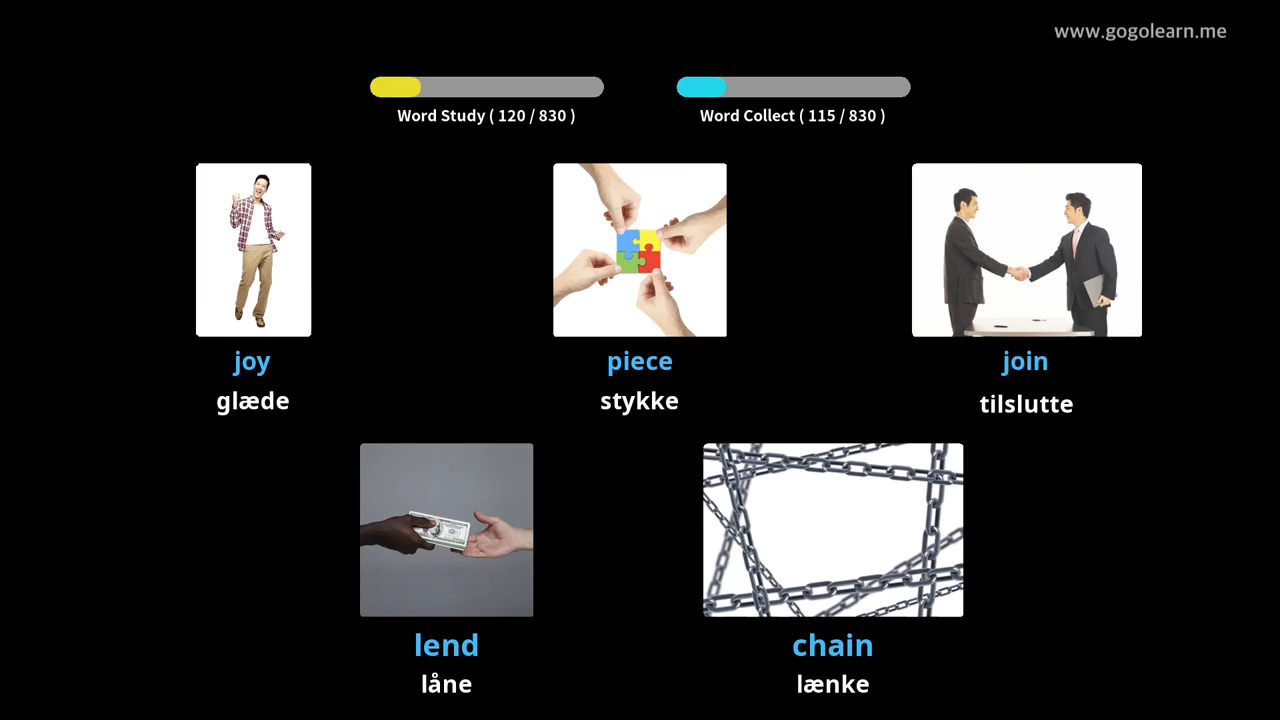 www.gogolearn.me
Word Study ( 120 / 830 )
Word Collect ( 115 / 830 )
joy
glæde
piece
stykke
join
tilslutte
lend
låne
chain
lænke